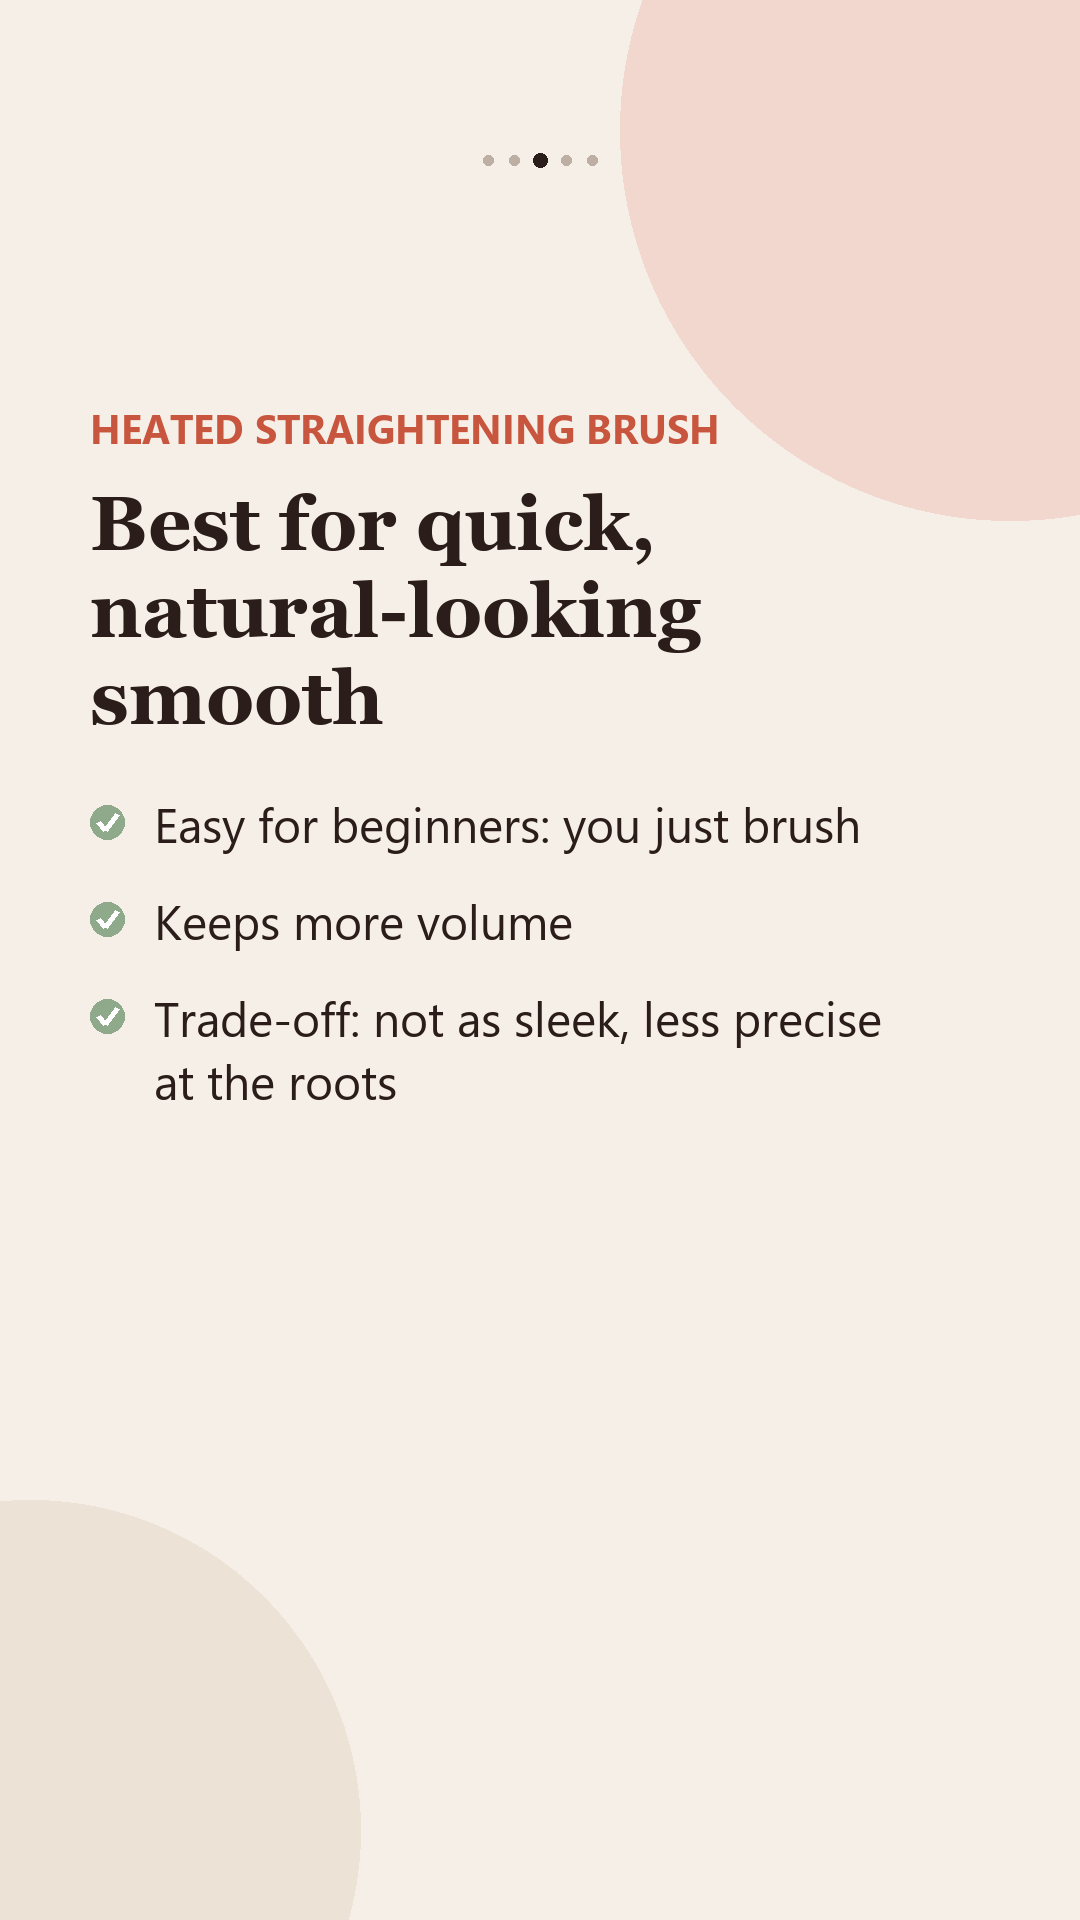 HEATED STRAIGHTENING BRUSH
Best for quick,
natural-looking
smooth
Easy for beginners: you just brush
Keeps more volume
Trade-off: not as sleek, less precise
at the roots